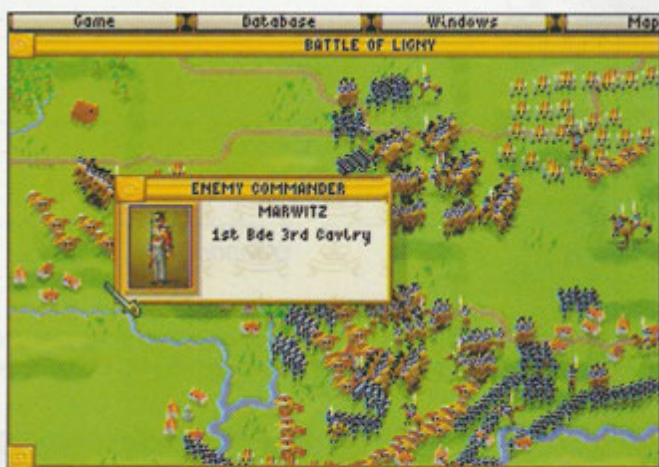 Game Database Windows Map
BATTLE OF LIGNY
ENEMY COMMANDER
MARWITZ
1st Bde 3rd Cavlry